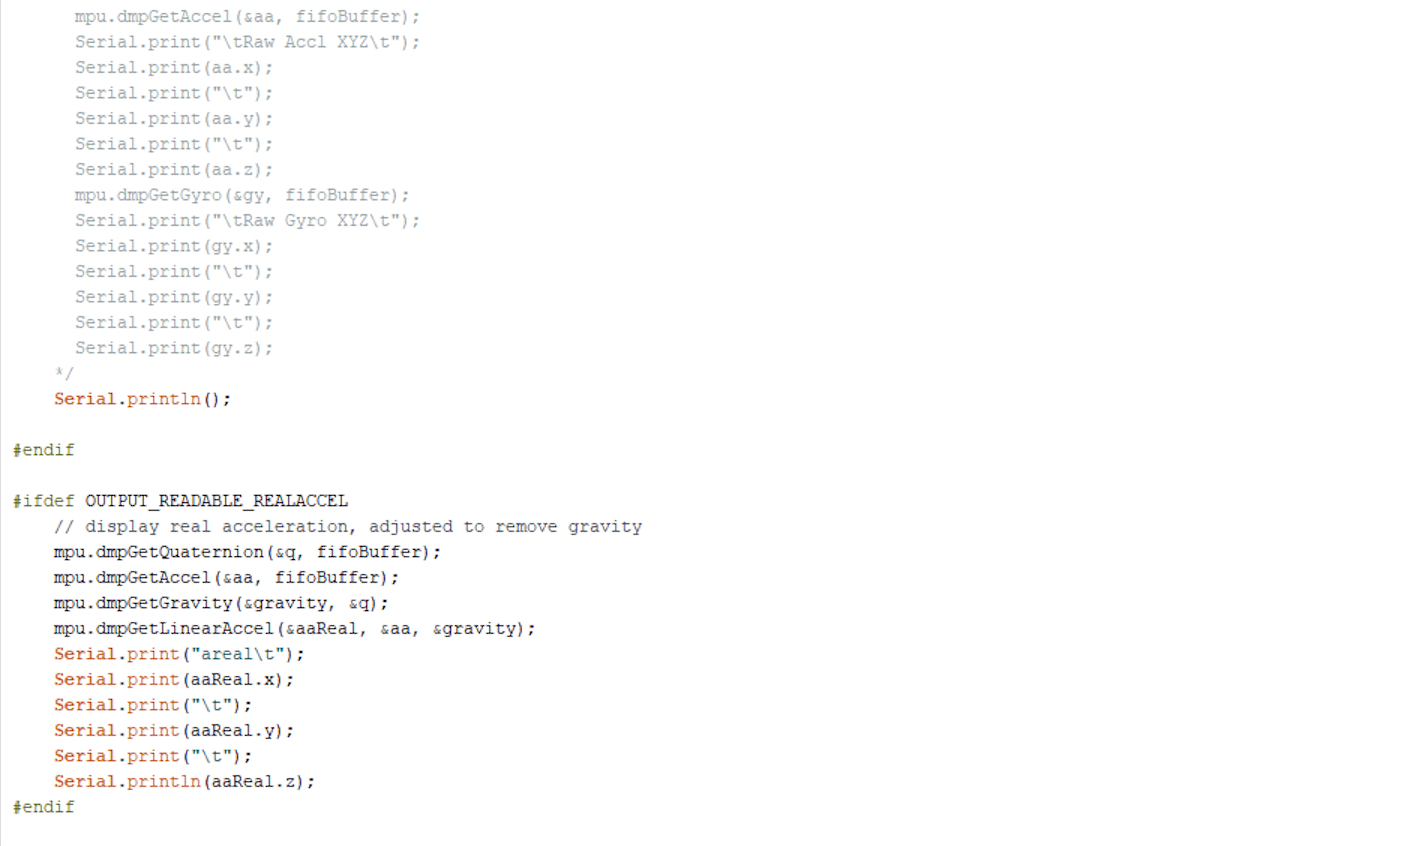 mpu.dmpGetAccel(&aa, fifoBuffer);
Serial.print("\tRaw Accl XYZ\t");
Serial.print(aa.x);
Serial.print("\t");
Serial.print(aa.y);
Serial.print("\t");
Serial.print(aa.z);
mpu.dmpGetGyro(&gy, fifoBuffer);
Serial.print("\tRaw Gyro XYZ\t");
Serial.print(gy.x);
Serial.print("\t");
Serial.print(gy.y);
Serial.print("\t");
Serial.print(gy.z);
*/
Serial.println();
#endif
#ifdef OUTPUT_READABLE_REALACCEL
// display real acceleration, adjusted to remove gravity
mpu.dmpGetQuaternion(&q, fifoBuffer);
mpu.dmpGetAccel(&aa, fifoBuffer);
mpu.dmpGetGravity(&gravity, &q);
mpu.dmpGetLinearAccel(&aaReal, &aa, &gravity);
Serial.print("areal\t");
Serial.print(aaReal.x);
Serial.print("\t");
Serial.print(aaReal.y);
Serial.print("\t");
Serial.println(aaReal.z);
#endif